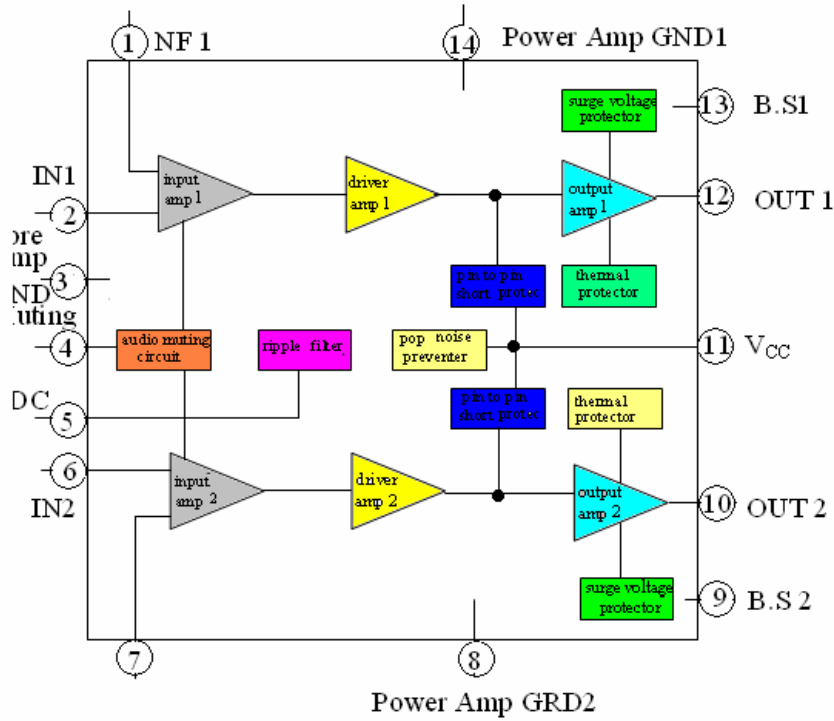 1 NF 1
14 Power Amp GND1
surge voltage
protector
13 B.S1
IN1
input
amp 1
driver
amp 1
output
amp 1
12 OUT 1
2
3
pin to pin
short protec
thermal
protector
4
audio muting
circuit
ripple filter
pop noise
preventer
11 VCC
DC
5
pin to pin
short protec
thermal
protector
6
IN2
input
amp 2
driver
amp 2
output
amp 2
10 OUT 2
surge voltage
protector
9 B.S 2
7
8
Power Amp GRD2